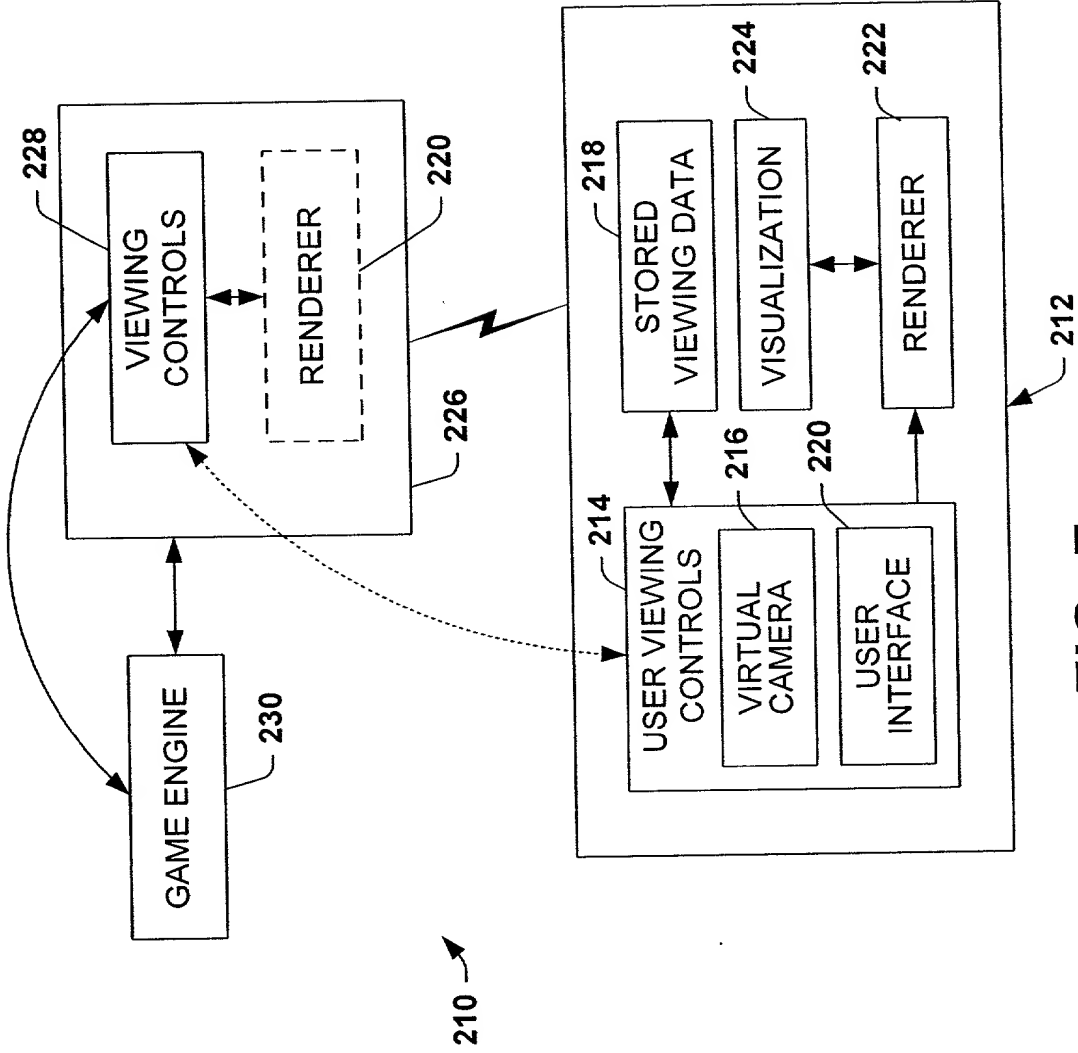 210
GAME ENGINE
230
228
VIEWING
CONTROLS
RENDERER
220
226
214
USER VIEWING
CONTROLS
VIRTUAL
CAMERA
216
USER
INTERFACE
220
218
STORED
VIEWING DATA
VISUALIZATION
224
RENDERER
222
212